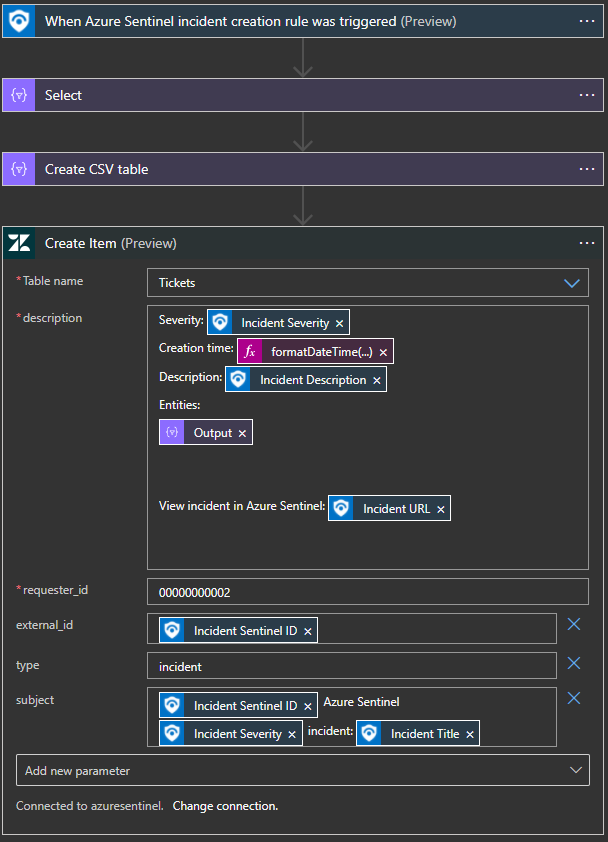 When Azure Sentinel incident creation rule was triggered (Preview)
Select
Create CSV table
Create Item (Preview)
*Table name
Tickets
*description
Severity: Incident Severity
Creation time: fx formatDateTime(...)
Description: Incident Description
Entities:
Output
View incident in Azure Sentinel: Incident URL
*requester_id
00000000002
external_id
Incident Sentinel ID
type
incident
subject
Incident Sentinel ID Azure Sentinel
Incident Severity incident: Incident Title
Add new parameter
Connected to azuresentinel. Change connection.